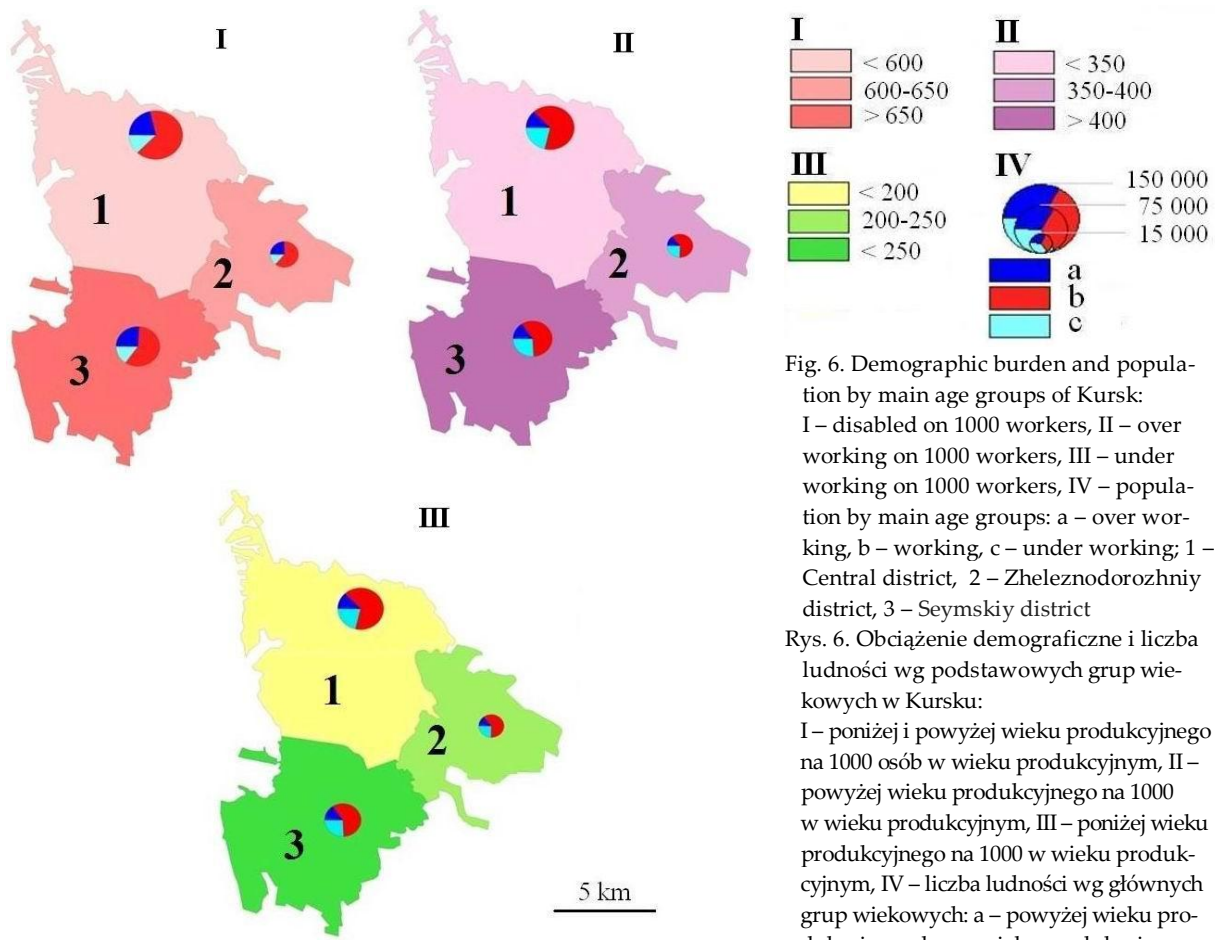 I
II
1
2
3
1
2
3
III
1
2
3
5 km
I
< 600
600-650
> 650
II
< 350
350-400
> 400
III
< 200
200-250
< 250
IV
150 000
75 000
15 000
a
b
c
Fig. 6. Demographic burden and popula-
tion by main age groups of Kursk:
I – disabled on 1000 workers, II – over
working on 1000 workers, III – under
working on 1000 workers, IV – popula-
tion by main age groups: a – over wor-
king, b – working, c – under working; 1 –
Central district, 2 – Zheleznodorozhniy
district, 3 – Seymskiy district
Rys. 6. Obciążenie demograficzne i liczba
ludności wg podstawowych grup wie-
kowych w Kursku:
I – poniżej i powyżej wieku produkcyjnego
na 1000 osób w wieku produkcyjnym, II –
powyżej wieku produkcyjnego na 1000
w wieku produkcyjnym, III – poniżej wieku
produkcyjnego na 1000 w wieku produk-
cyjnym, IV – liczba ludności wg głównych
grup wiekowych: a – powyżej wieku pro-